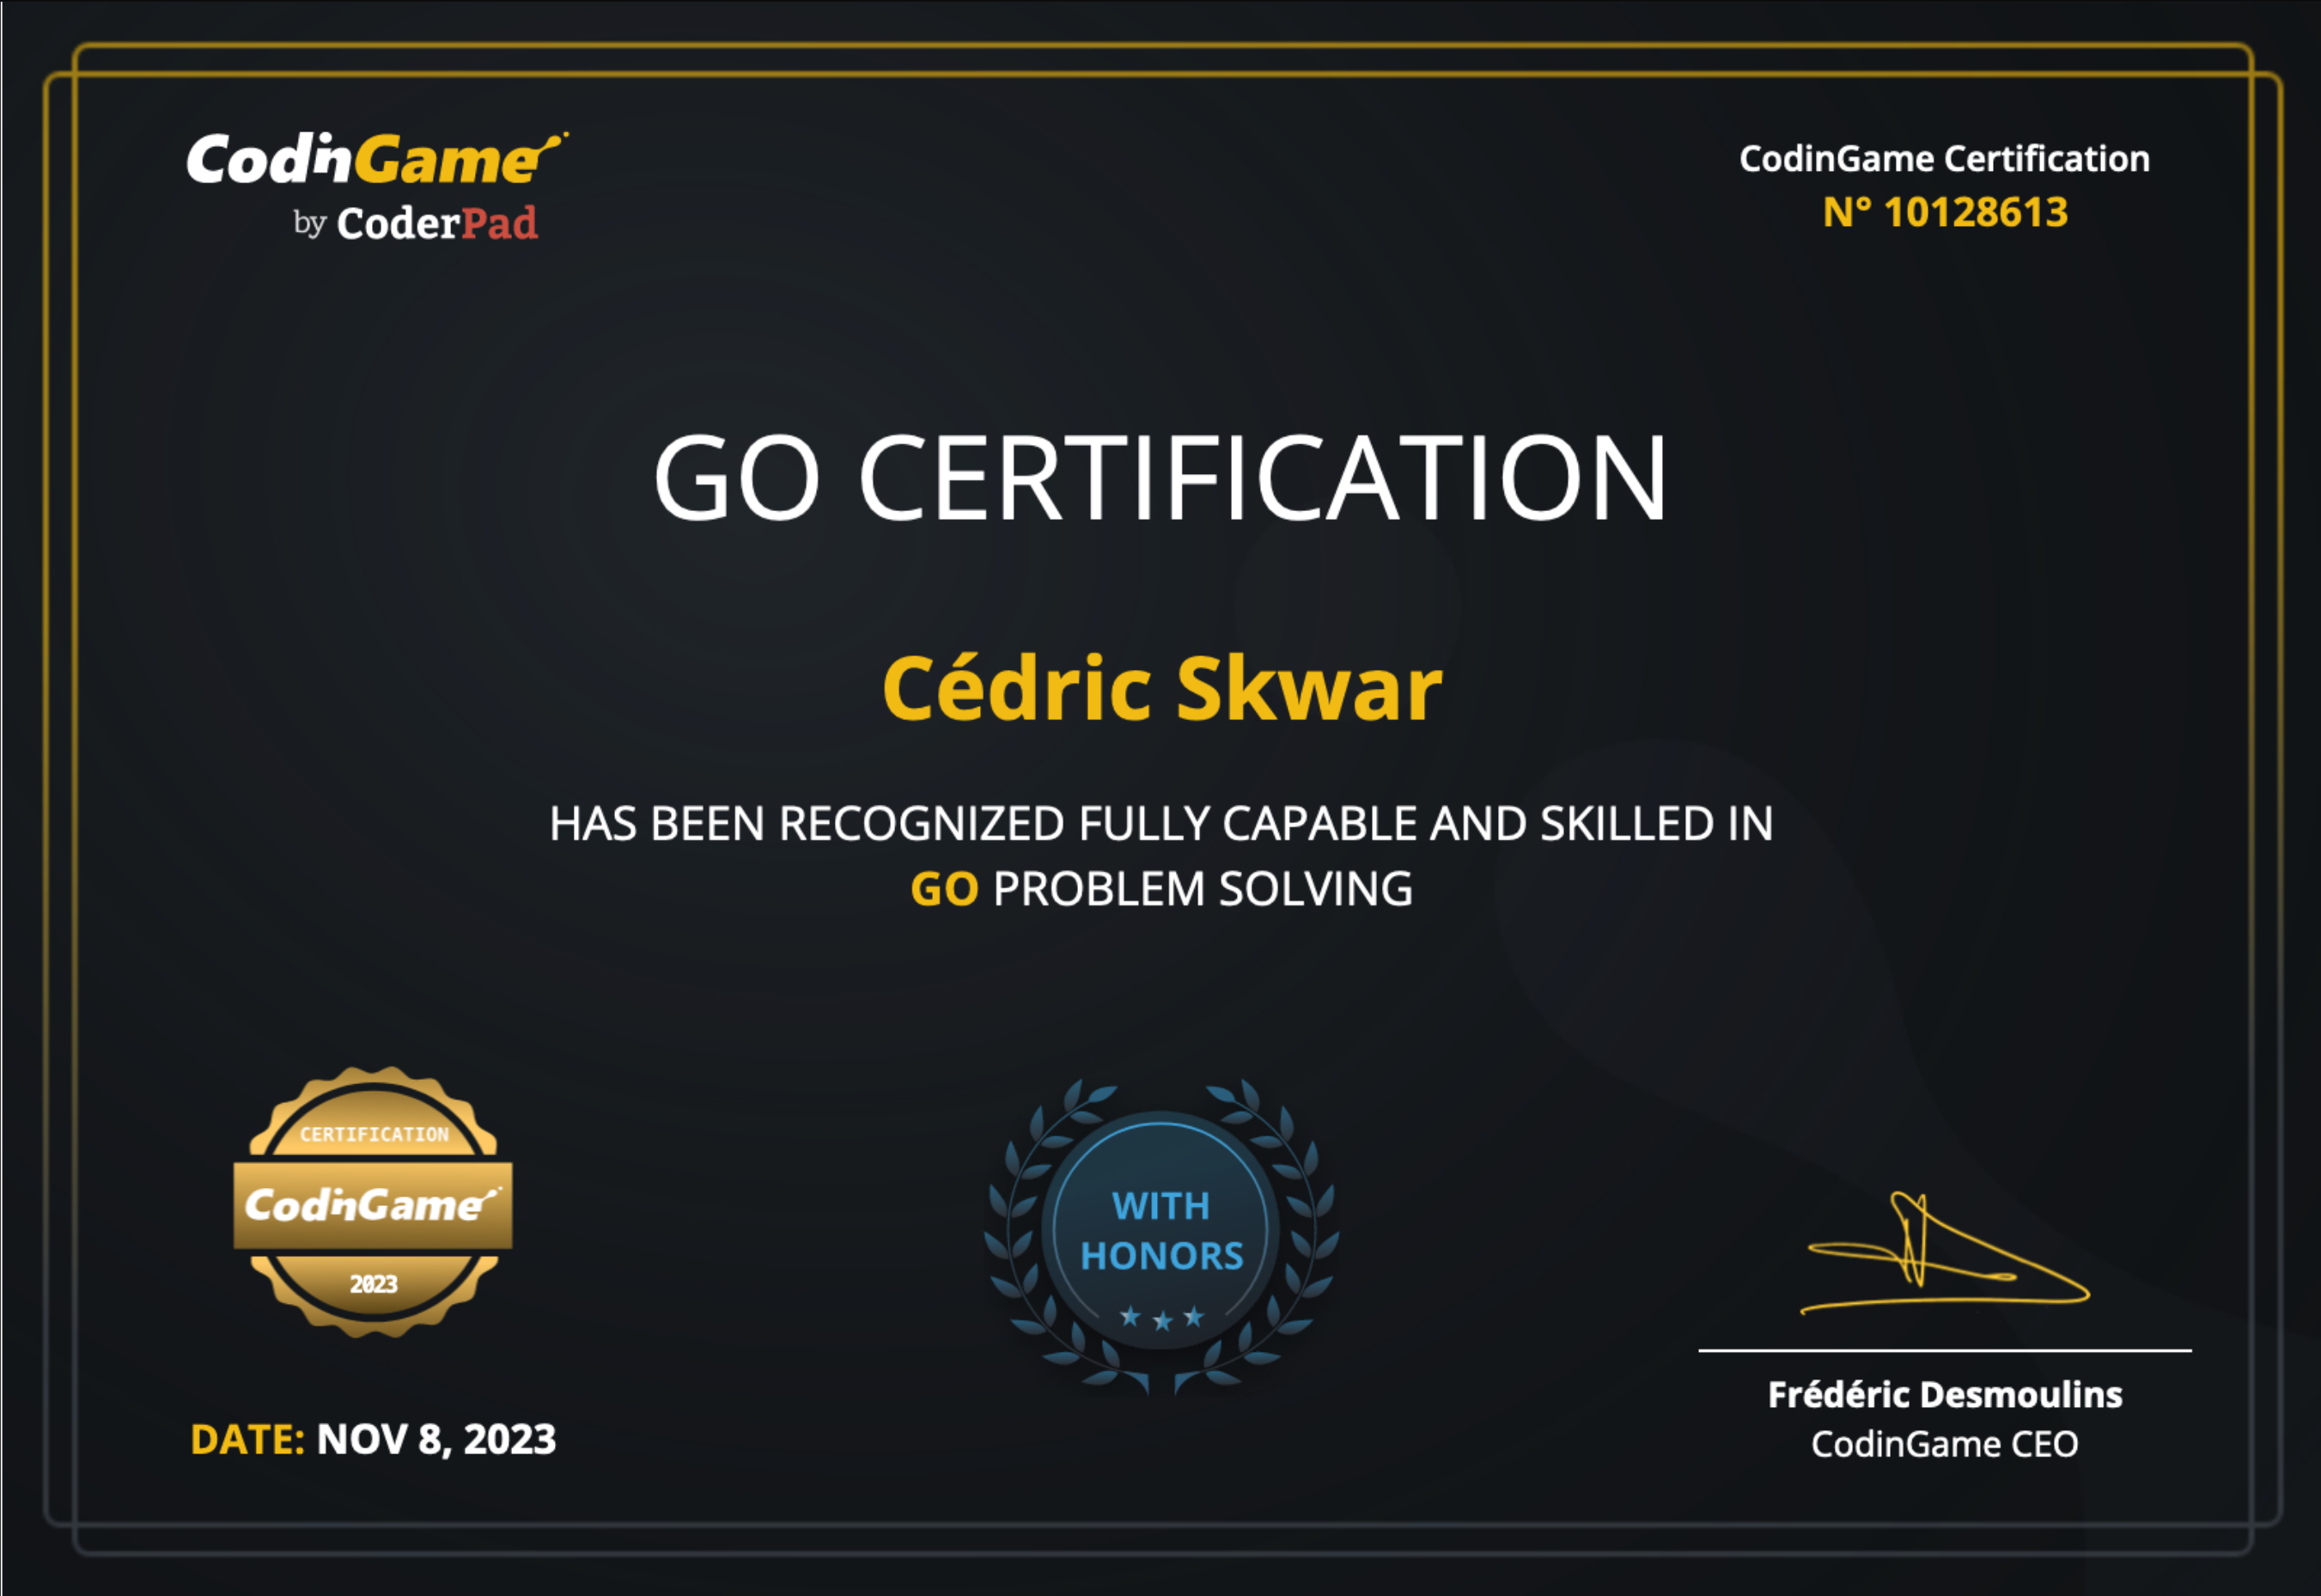 CodinGame
by CoderPad
CodinGame Certification
N° 10128613
GO CERTIFICATION
Cédric Skwar
HAS BEEN RECOGNIZED FULLY CAPABLE AND SKILLED IN
GO PROBLEM SOLVING
CERTIFICATION
CodinGame
2023
WITH
HONORS
DATE: NOV 8, 2023
Frédéric Desmoulins
CodinGame CEO